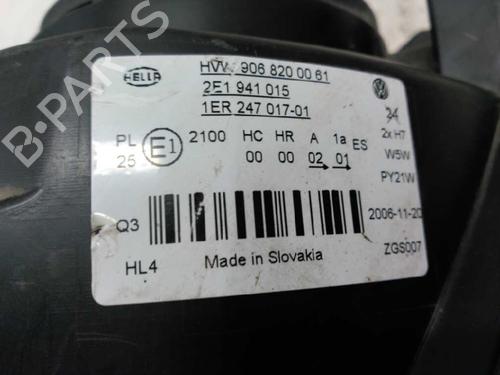 HELLA
HVW 906 820 00 61
2E1 941 015
1ER 247 017-01
24
2x H7
W5W
PY21W
PL 25
E1
2100
HC HR A 1a ES
00 00 02 01
Q3
2006-11-20
HL4
Made in Slovakia
ZGS007
B-PARTS